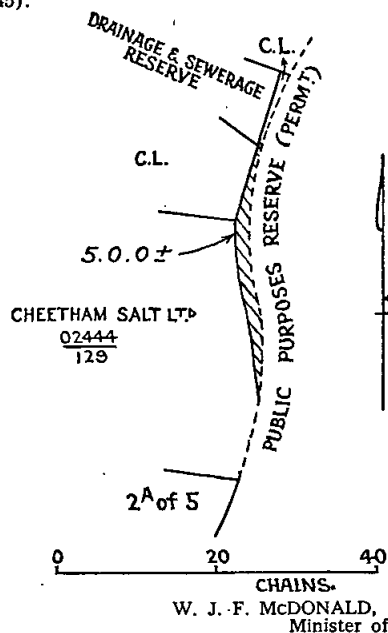 45).
DRAINAGE & SEWERAGE
RESERVE
C.L.
C.L.
PUBLIC PURPOSES RESERVE (PERMT.)
5.0.0±
CHEETHAM SALT LTD
02444
129
2A of 5
0 20 40
CHAINS.
W. J. F. McDONALD,
Minister of